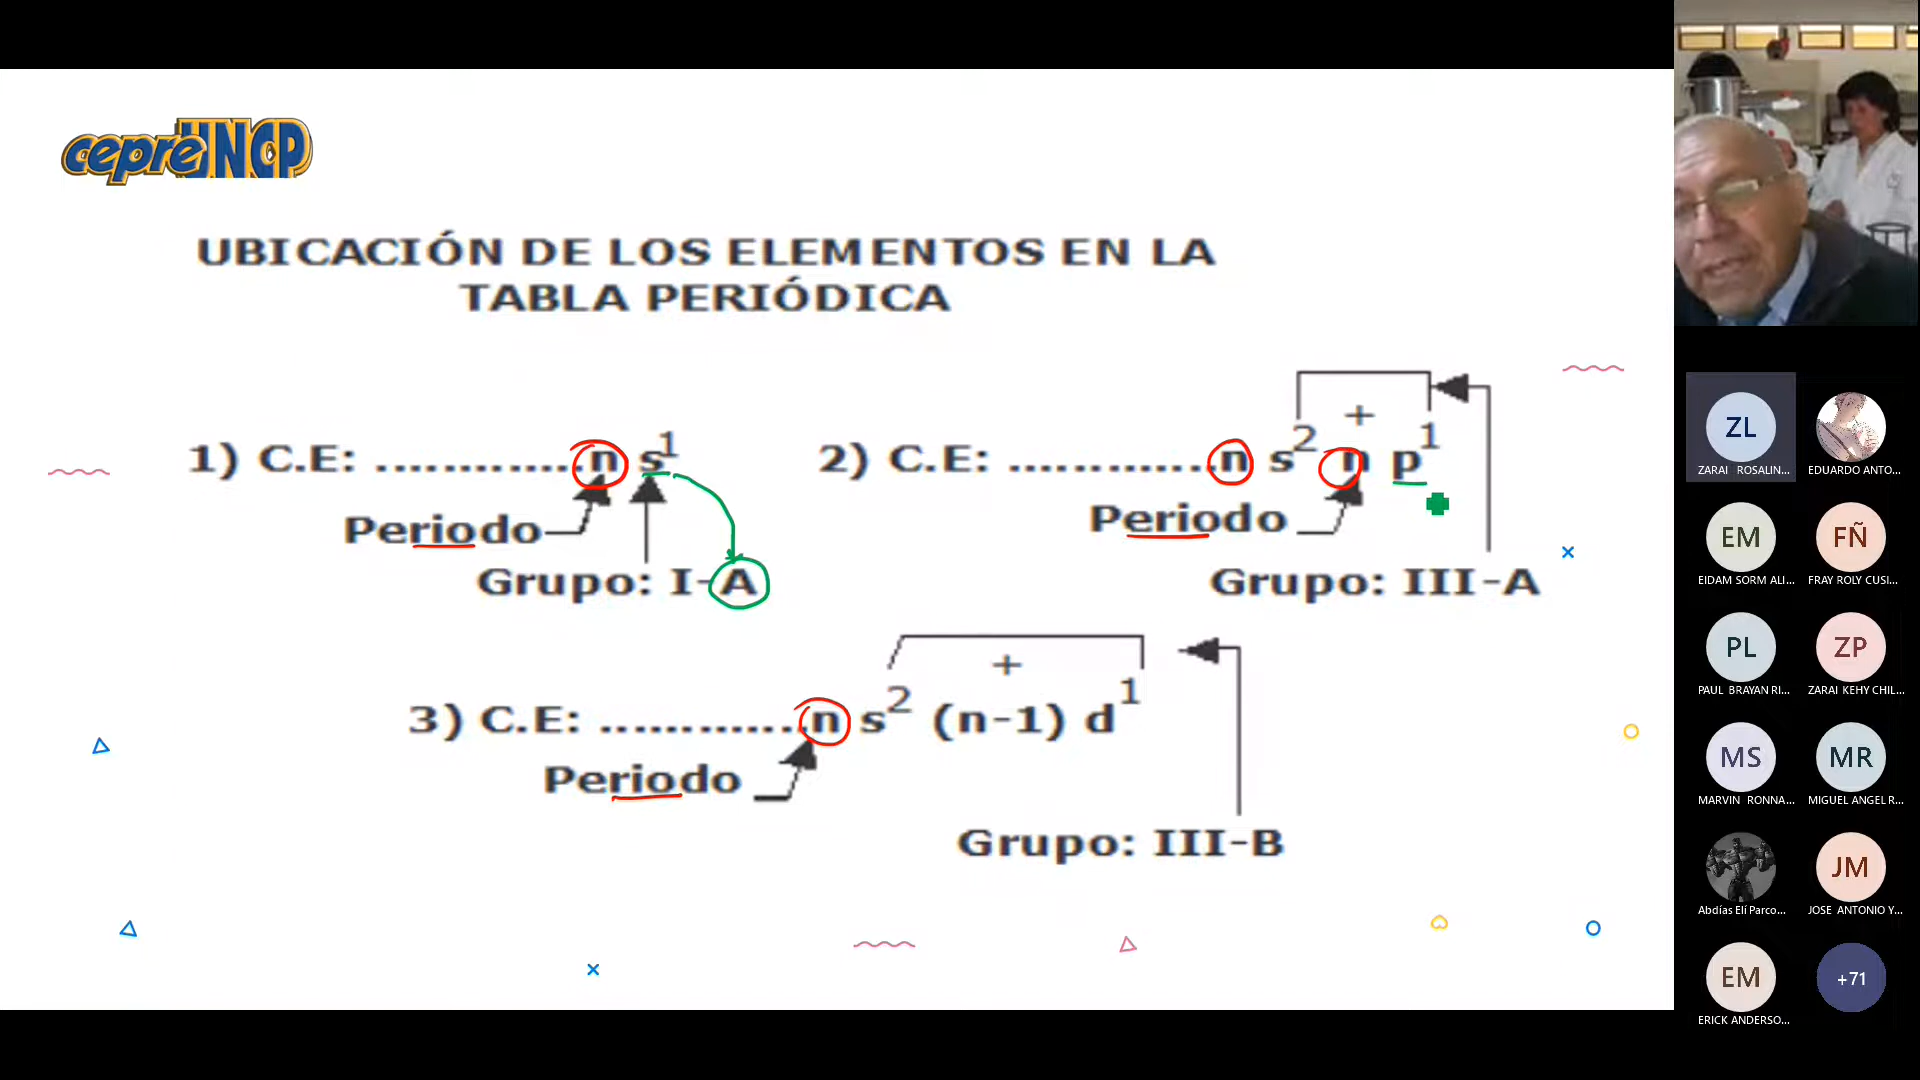 cepreUNCP
UBICACIÓN DE LOS ELEMENTOS EN LA
TABLA PERIÓDICA
1) C.E: .............n s¹
Periodo
Grupo: I-A
2) C.E: .............n s² n p¹
+
Periodo
Grupo: III-A
3) C.E: .............n s² (n-1) d¹
+
Periodo
Grupo: III-B
ZL
ZARAI ROSALIN...
EDUARDO ANTO...
EM
EIDAM SORM ALI...
FÑ
FRAY ROLY CUSI...
PL
PAUL BRAYAN RI...
ZP
ZARAI KEHY CHIL...
MS
MARVIN RONNA...
MR
MIGUEL ANGEL R...
Abdías Elí Parco...
JM
JOSE ANTONIO Y...
EM
ERICK ANDERSO...
+71